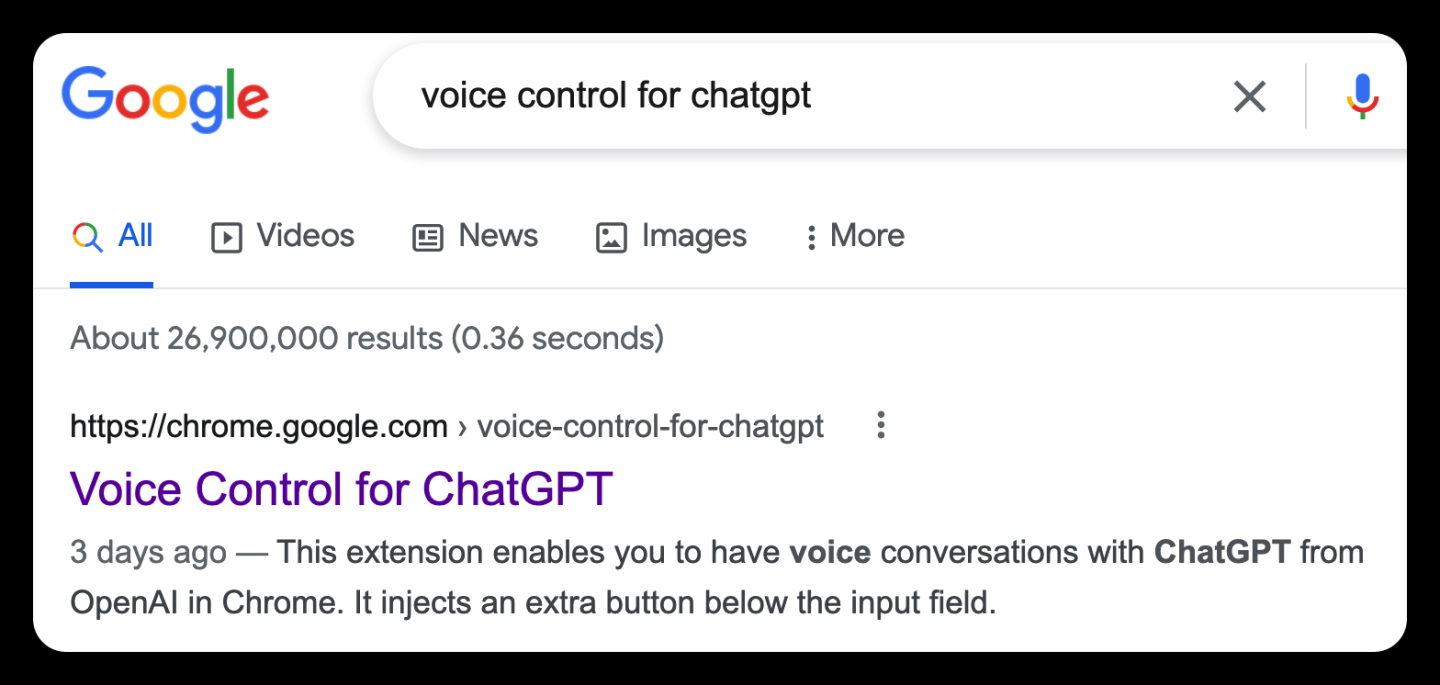 Google
voice control for chatgpt
All Videos News Images More
About 26,900,000 results (0.36 seconds)
https://chrome.google.com › voice-control-for-chatgpt
Voice Control for ChatGPT
3 days ago — This extension enables you to have voice conversations with ChatGPT from
OpenAI in Chrome. It injects an extra button below the input field.